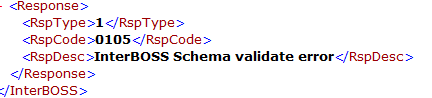 - <Response>
<RspType>1</RspType>
<RspCode>0105</RspCode>
<RspDesc>InterBOSS Schema validate error</RspDesc>
</Response>
</InterBOSS>